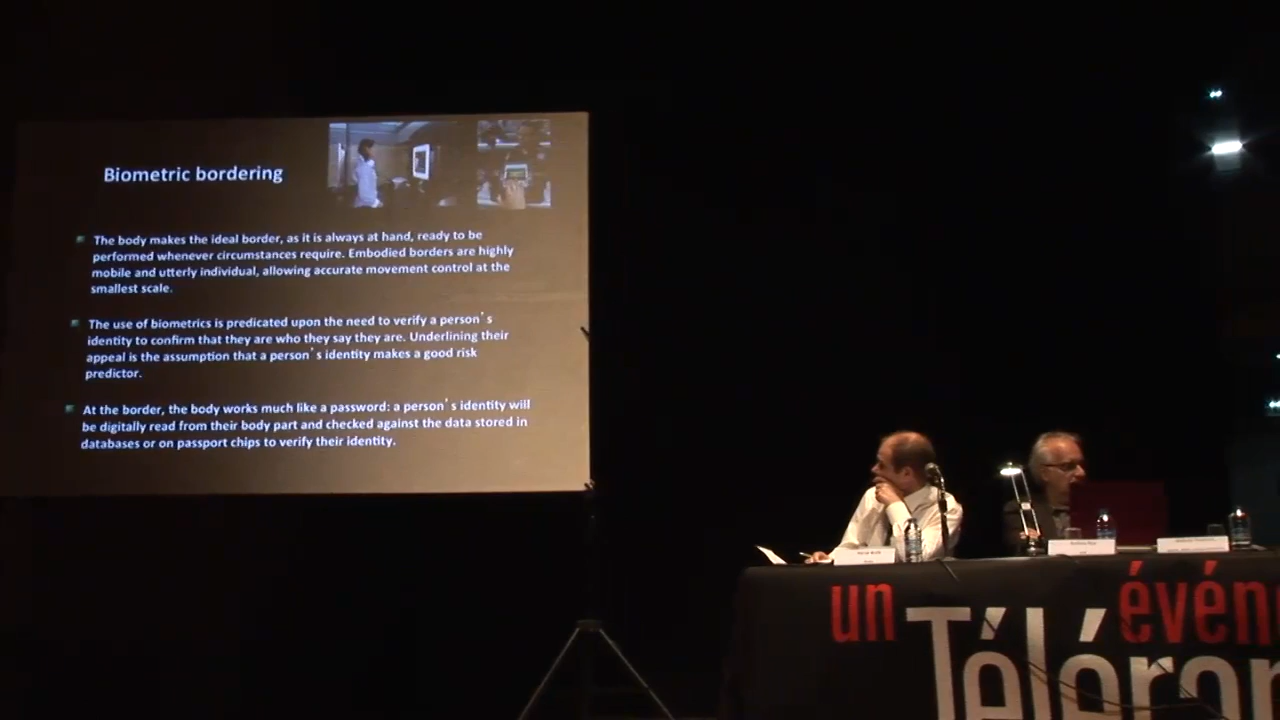 Biometric bordering
The body makes the ideal border, as it is always at hand, ready to be
performed whenever circumstances require. Embodied borders are highly
mobile and utterly individual, allowing accurate movement control at the
smallest scale.
The use of biometrics is predicated upon the need to verify a person's
identity to confirm that they are who they say they are. Underlining their
appeal is the assumption that a person's identity makes a good risk
predictor.
At the border, the body works much like a password: a person's identity will
be digitally read from their body part and checked against the data stored in
databases or on passport chips to verify their identity.
un événe
Téléram